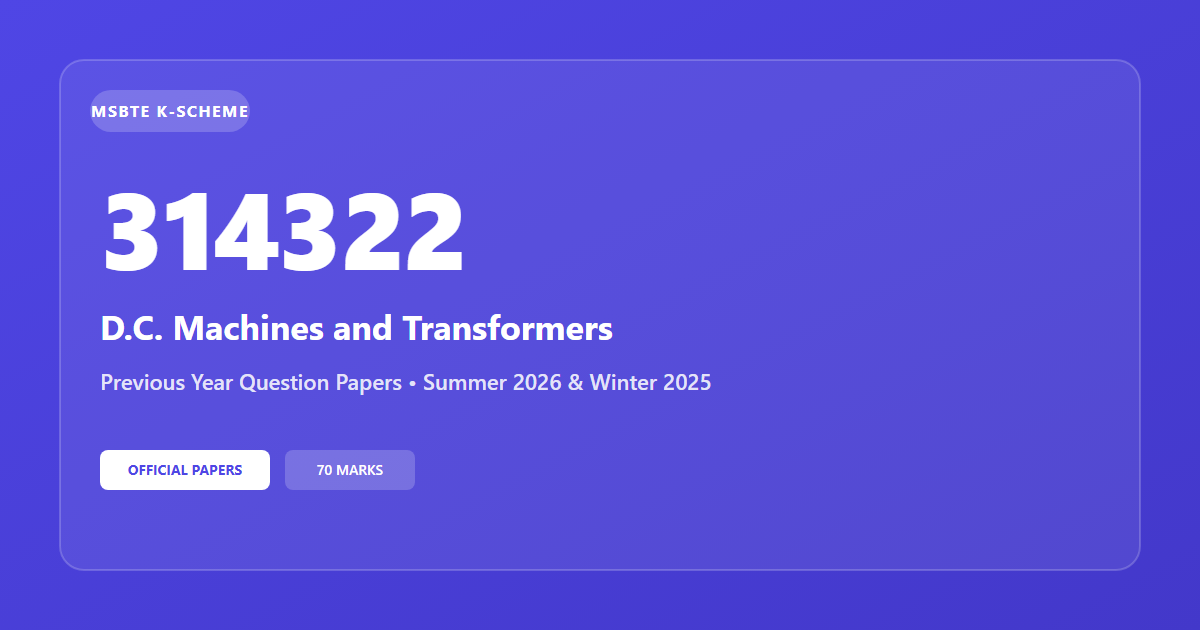 MSBTE K-SCHEME
314322
D.C. Machines and Transformers
Previous Year Question Papers • Summer 2026 & Winter 2025
OFFICIAL PAPERS
70 MARKS